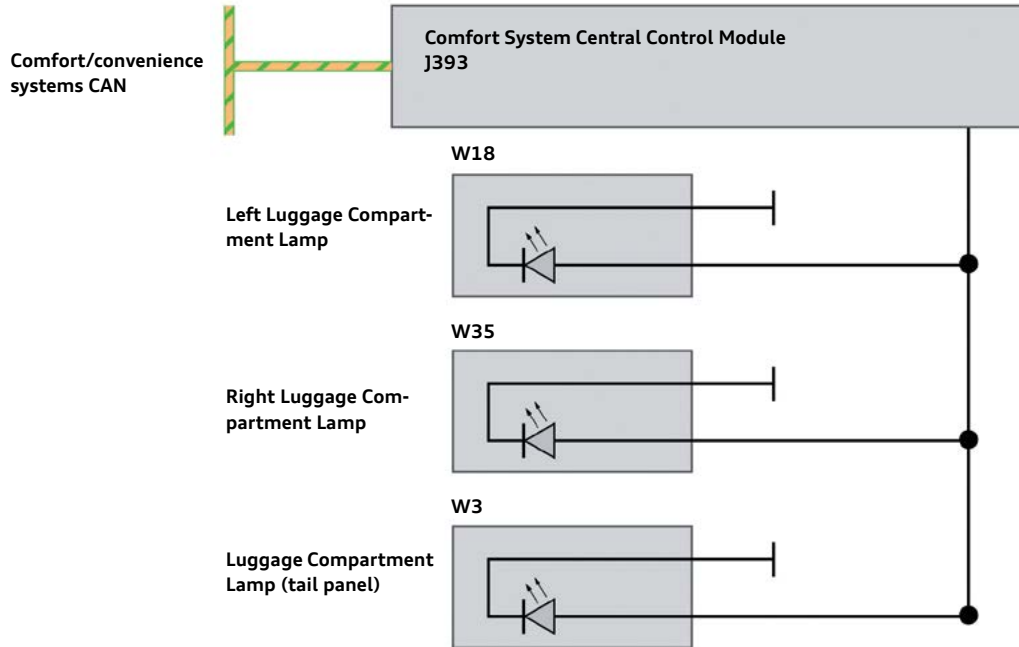 Comfort System Central Control Module
J393
Comfort/convenience
systems CAN
W18
Left Luggage Compart-
ment Lamp
W35
Right Luggage Com-
partment Lamp
W3
Luggage Compartment
Lamp (tail panel)